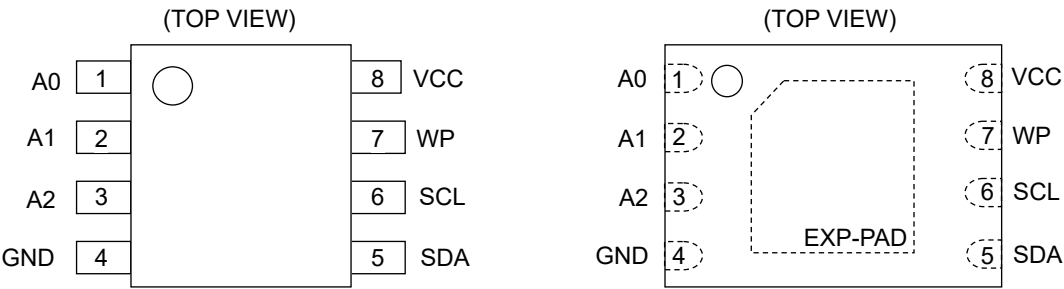 (TOP VIEW)
A0 1 8 VCC
A1 2 7 WP
A2 3 6 SCL
GND 4 5 SDA
(TOP VIEW)
A0 1 8 VCC
A1 2 7 WP
A2 3 6 SCL
GND 4 EXP-PAD 5 SDA